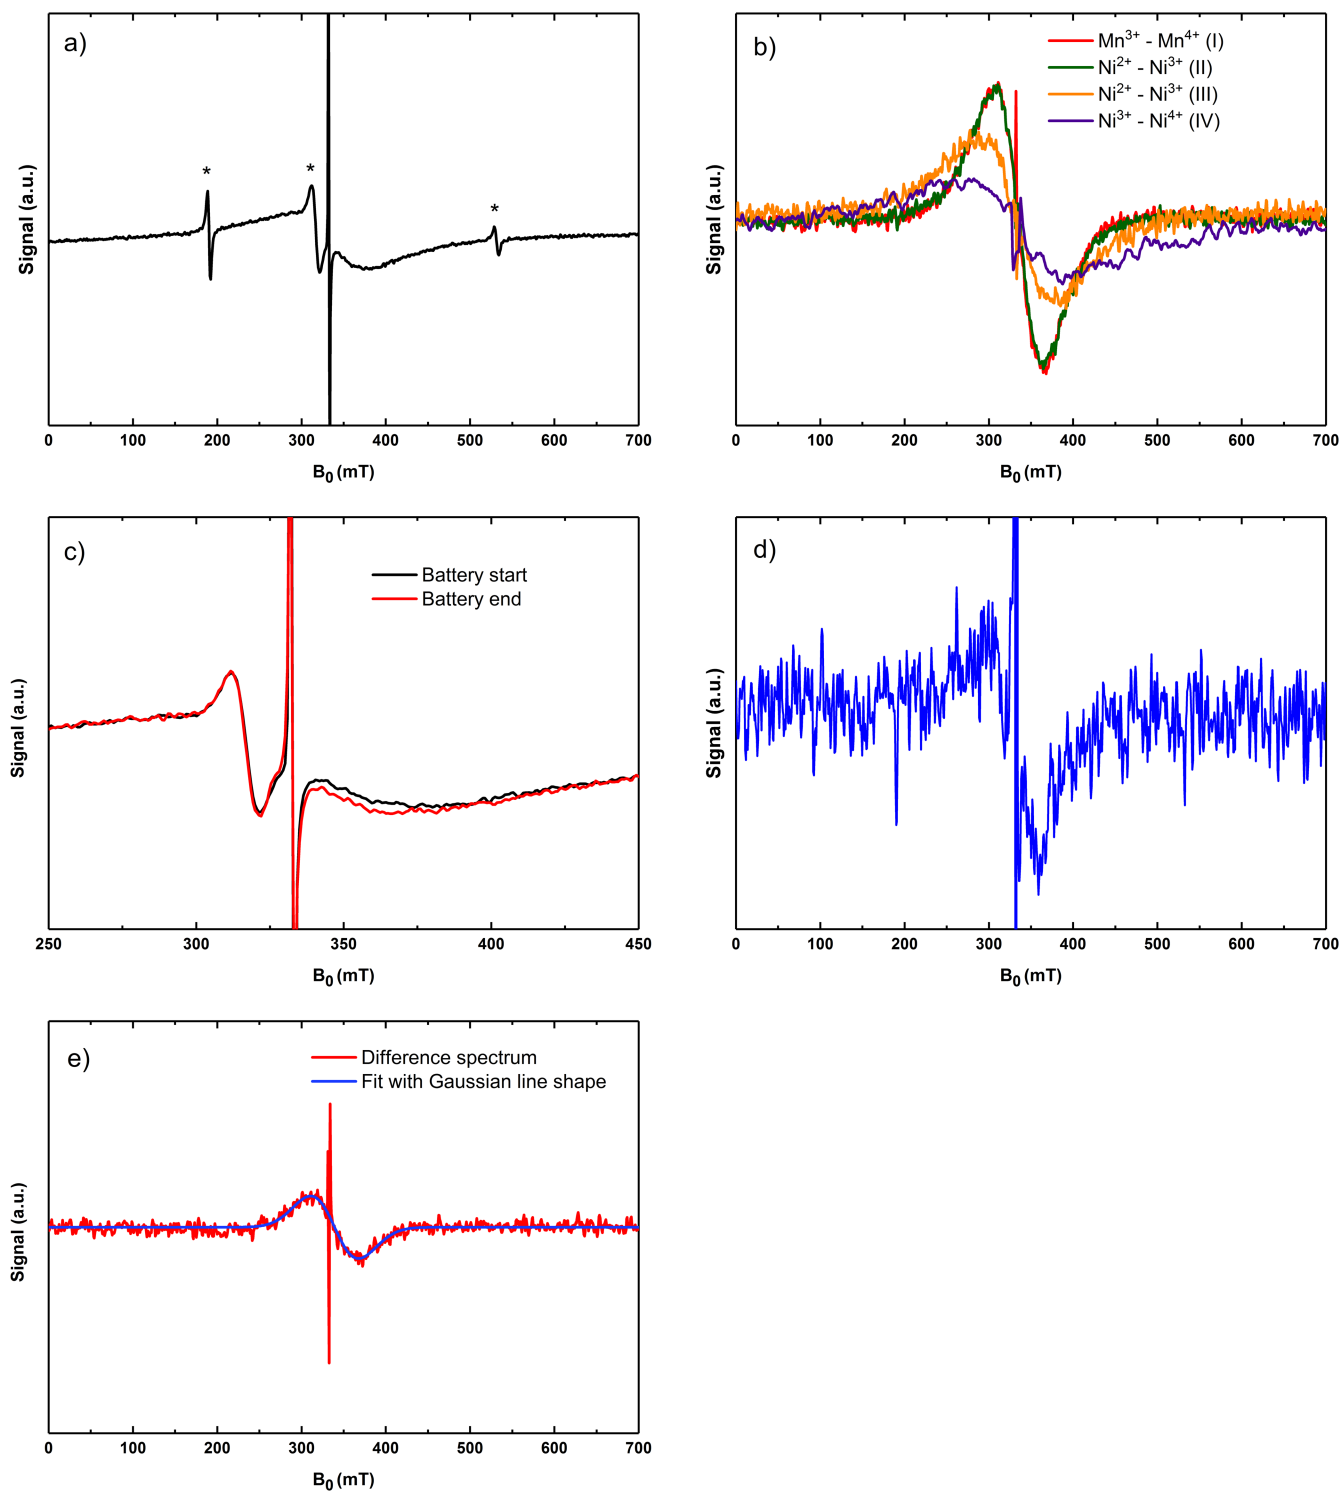 a)
*
*
*
Signal (a.u.)
0 100 200 300 400 500 600 700
B0 (mT)
b)
Mn3+ - Mn4+ (I)
Ni2+ - Ni3+ (II)
Ni2+ - Ni3+ (III)
Ni3+ - Ni4+ (IV)
Signal (a.u.)
0 100 200 300 400 500 600 700
B0 (mT)
c)
Battery start
Battery end
Signal (a.u.)
250 300 350 400 450
B0 (mT)
d)
Signal (a.u.)
0 100 200 300 400 500 600 700
B0 (mT)
e)
Difference spectrum
Fit with Gaussian line shape
Signal (a.u.)
0 100 200 300 400 500 600 700
B0 (mT)